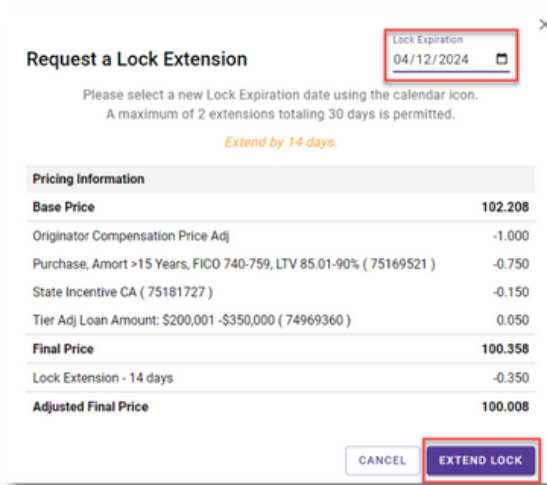 Lock Expiration
Request a Lock Extension
04/12/2024
Please select a new Lock Expiration date using the calendar icon.
A maximum of 2 extensions totaling 30 days is permitted.
Extend by 14 days.
Pricing Information
Base Price 102.208
Originator Compensation Price Adj -1.000
Purchase, Amort >15 Years, FICO 740-759, LTV 85.01-90% ( 75169521 ) -0.750
State Incentive CA ( 75181727 ) -0.150
Tier Adj Loan Amount: $200,001 -$350,000 ( 74969360 ) 0.050
Final Price 100.358
Lock Extension - 14 days -0.350
Adjusted Final Price 100.008
CANCEL EXTEND LOCK